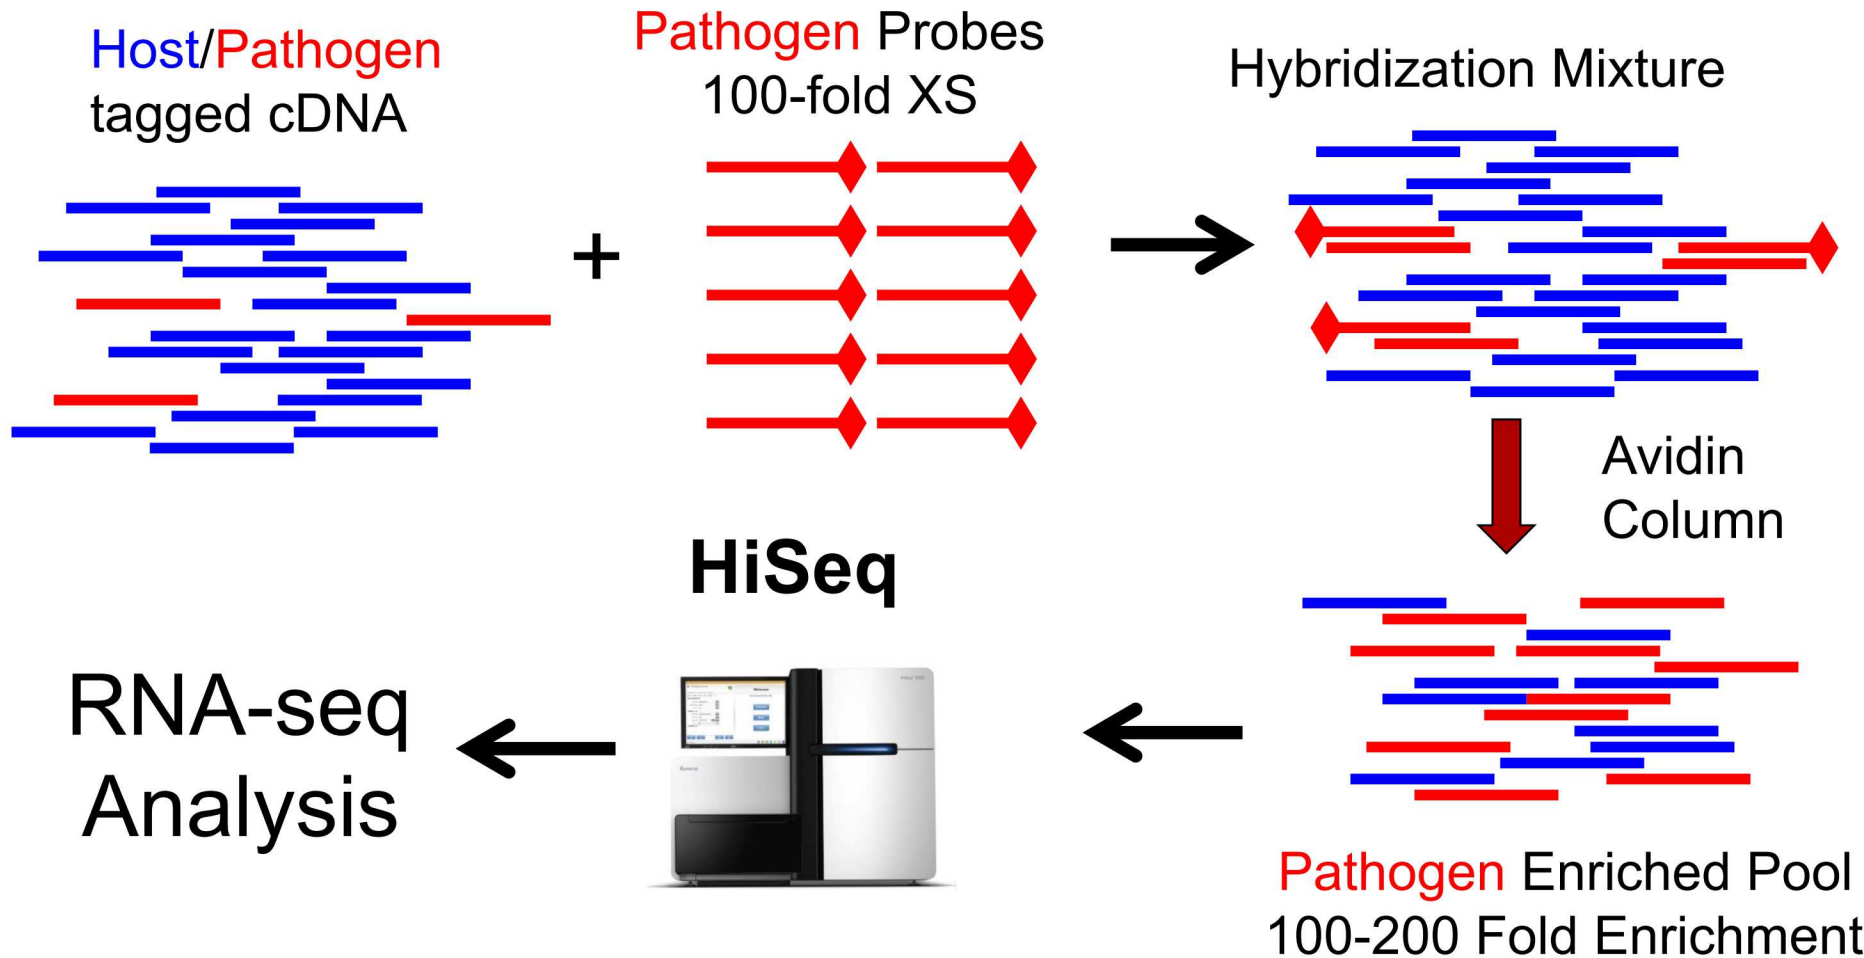 Host/Pathogen
tagged cDNA
Pathogen Probes
100-fold XS
Hybridization Mixture
+
Avidin
Column
HiSeq
RNA-seq
Analysis
Pathogen Enriched Pool
100-200 Fold Enrichment